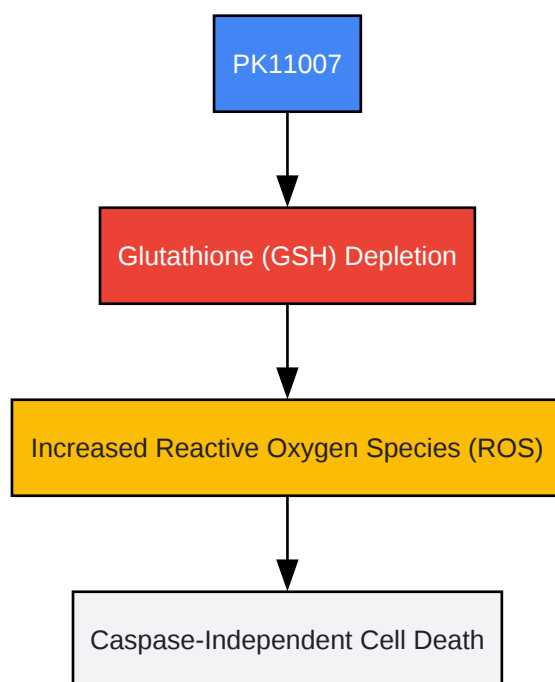 PK11007
Glutathione (GSH) Depletion
Increased Reactive Oxygen Species (ROS)
Caspase-Independent Cell Death